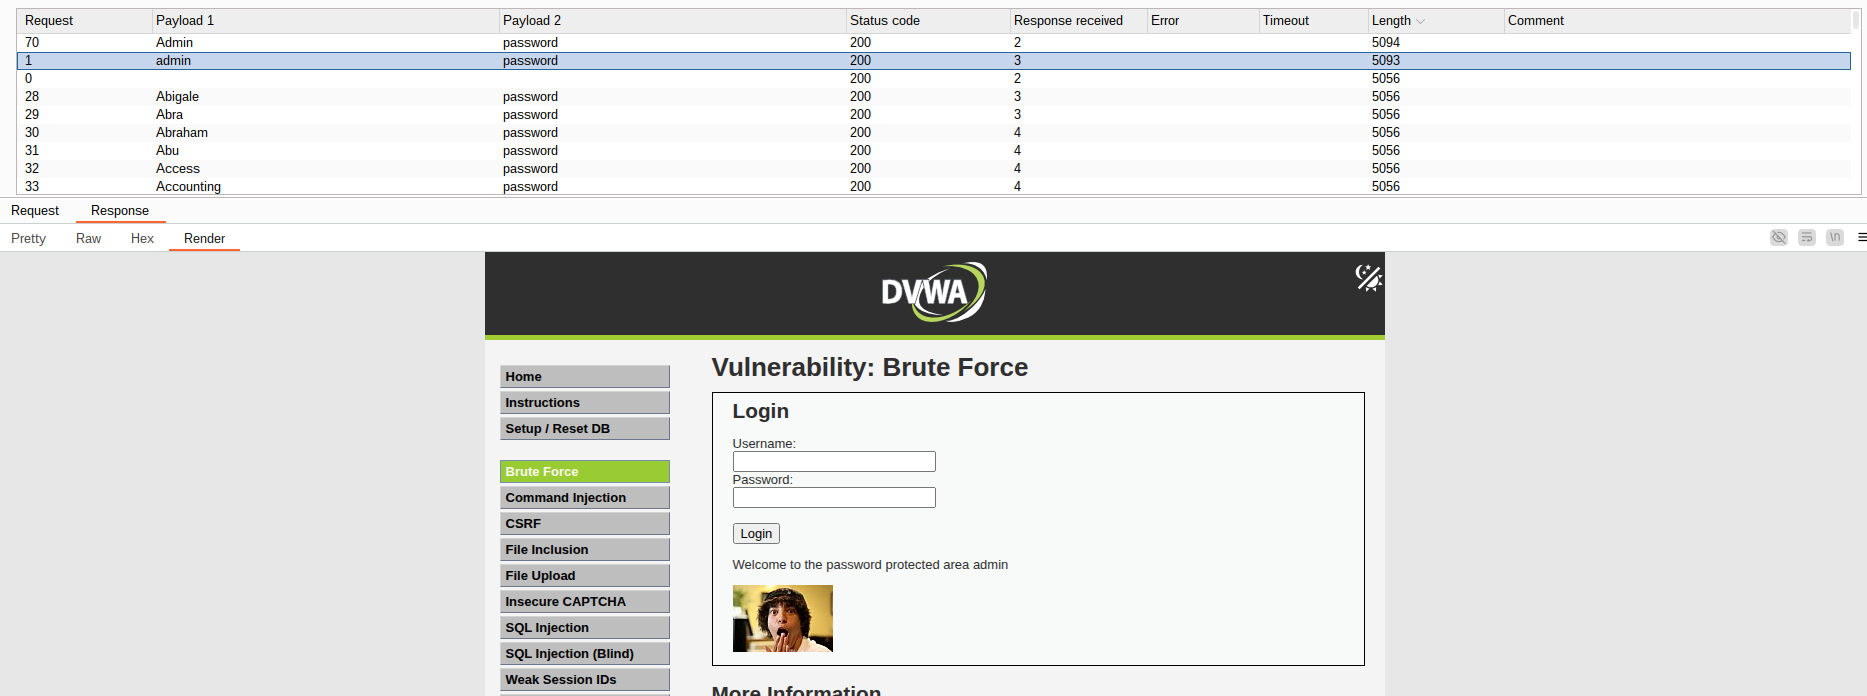 Request Payload 1 Payload 2 Status code Response received Error Timeout Length Comment
70 Admin password 200 2 5094
1 admin password 200 3 5093
0 200 2 5056
28 Abigale password 200 3 5056
29 Abra password 200 3 5056
30 Abraham password 200 4 5056
31 Abu password 200 4 5056
32 Access password 200 4 5056
33 Accounting password 200 4 5056
Request Response
Pretty Raw Hex Render \n
DVWA
Vulnerability: Brute Force
Home
Instructions
Setup / Reset DB
Brute Force
Command Injection
CSRF
File Inclusion
File Upload
Insecure CAPTCHA
SQL Injection
SQL Injection (Blind)
Weak Session IDs
Login
Username:
Password:
Login
Welcome to the password protected area admin
More Information